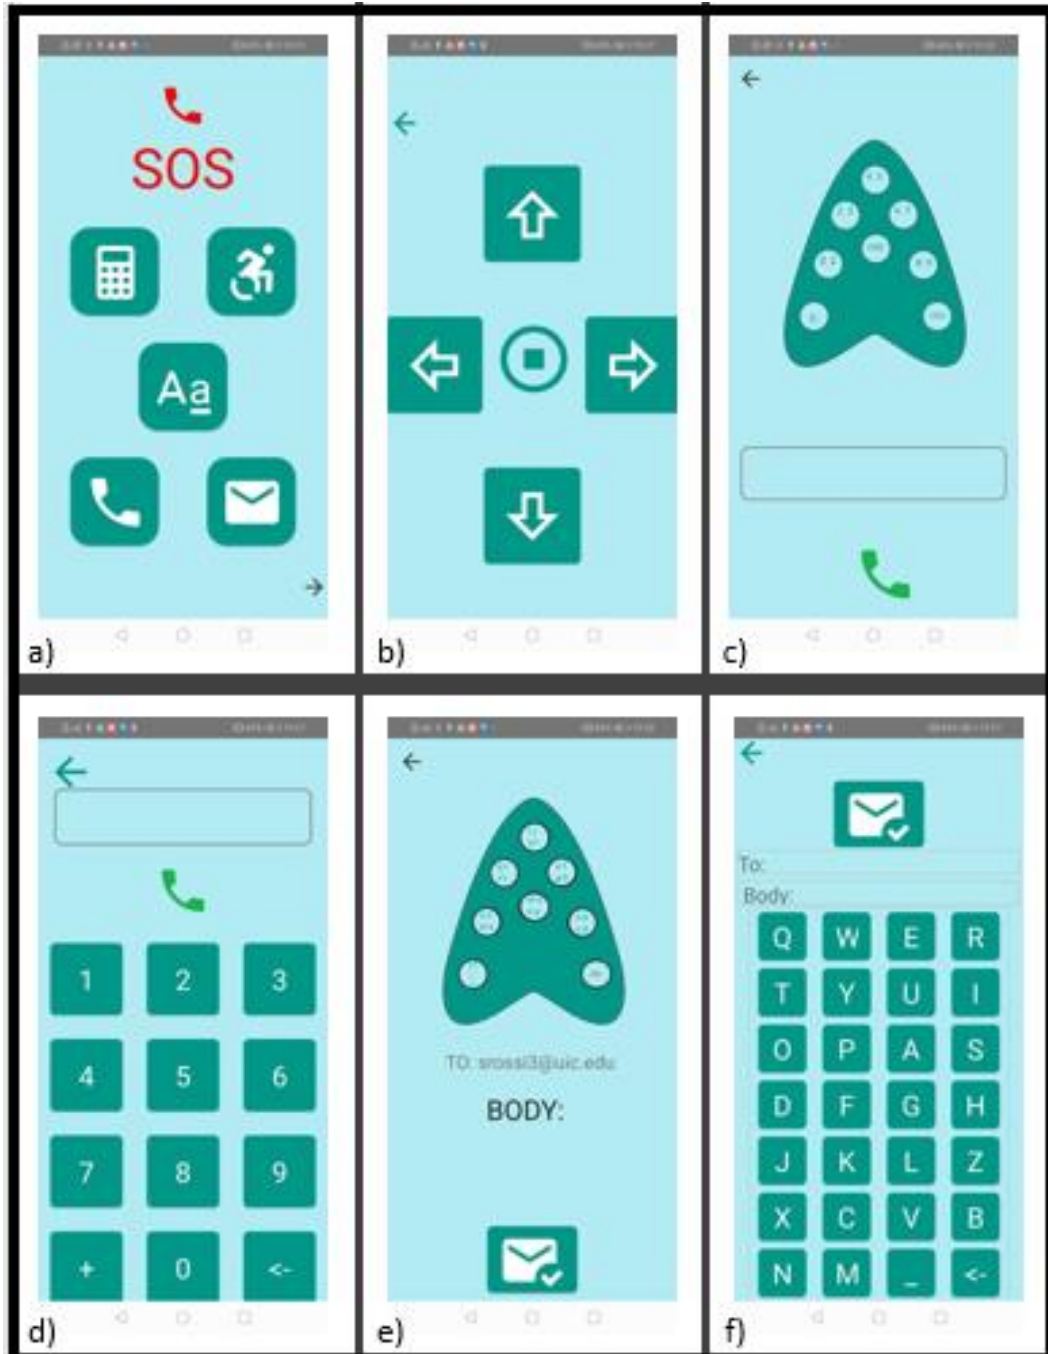 SOS
Aa
a)
b)
c)
1 2 3
4 5 6
7 8 9
+ 0 <-
d)
TO: srossi3@uic.edu
BODY:
e)
To:
Body:
Q W E R
T Y U I
O P A S
D F G H
J K L Z
X C V B
N M _ <-
f)